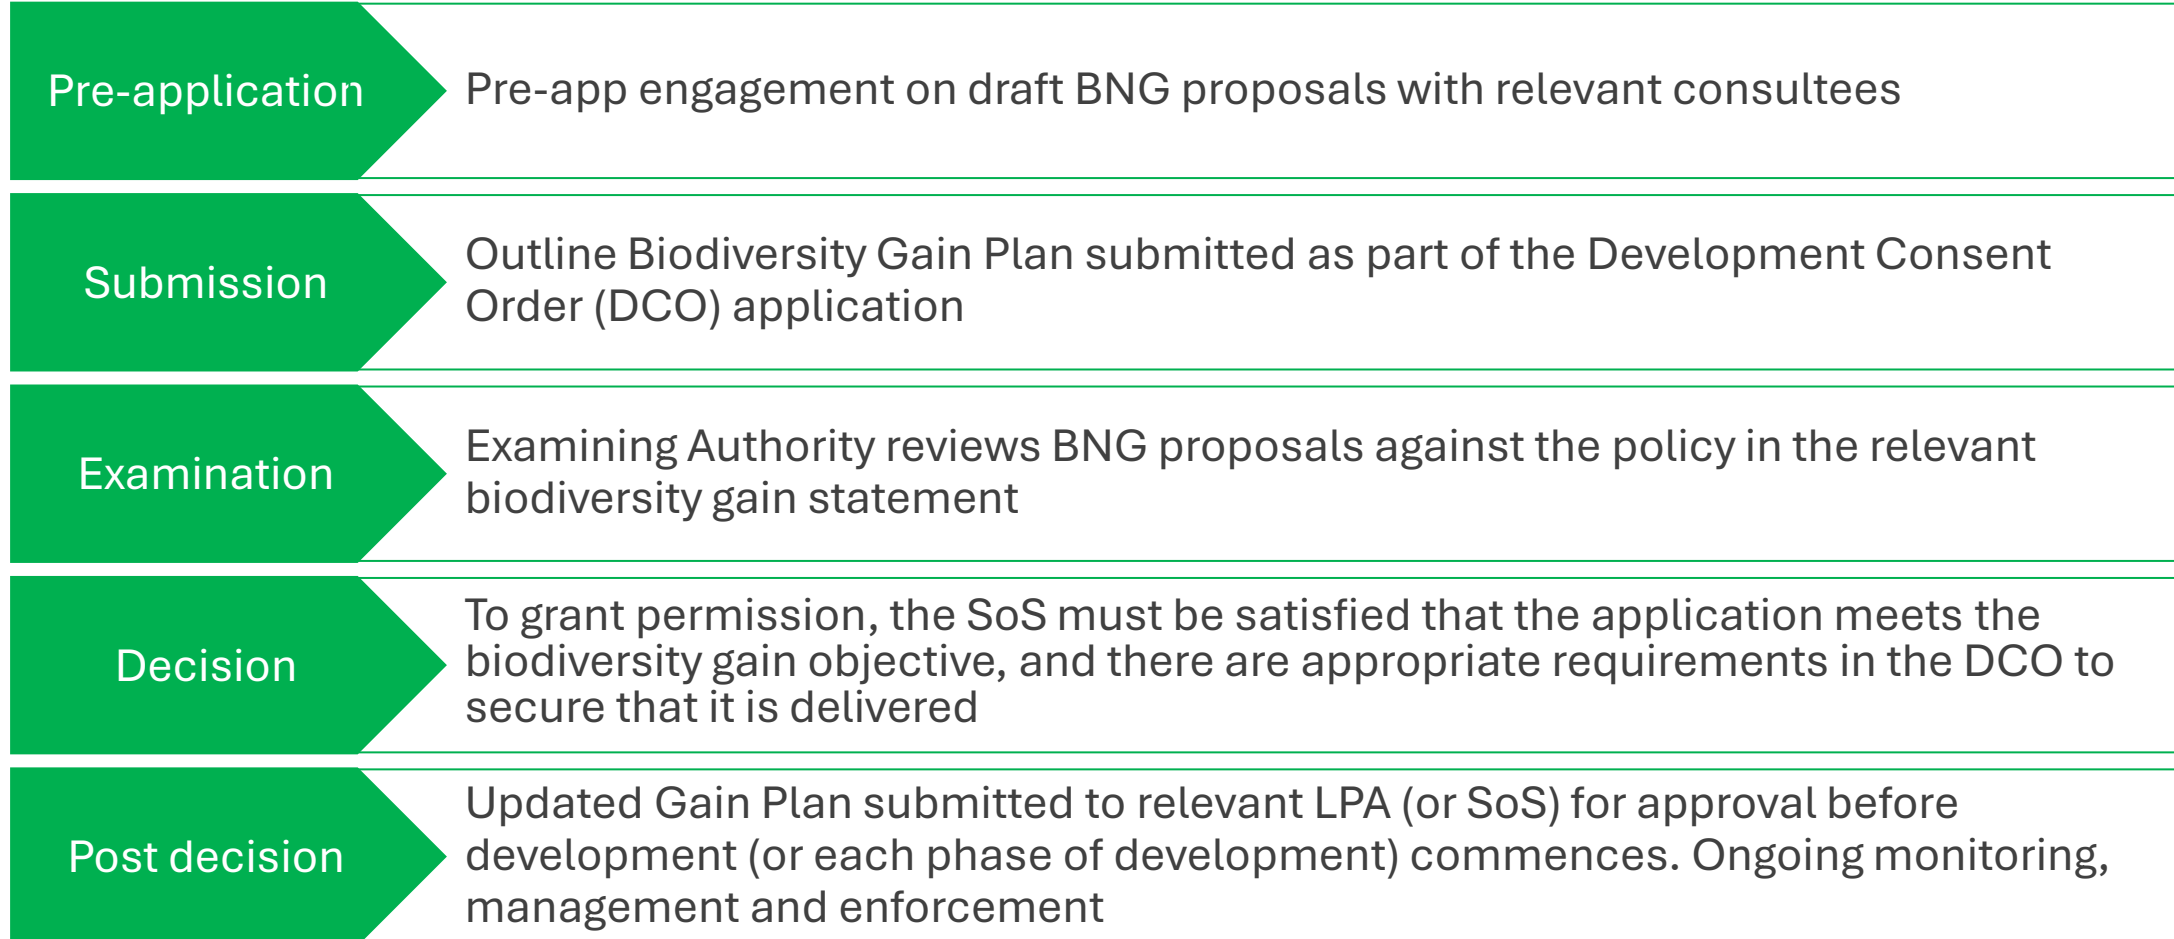 Pre-application
Pre-app engagement on draft BNG proposals with relevant consultees
Submission
Outline Biodiversity Gain Plan submitted as part of the Development Consent
Order (DCO) application
Examination
Examining Authority reviews BNG proposals against the policy in the relevant
biodiversity gain statement
Decision
To grant permission, the SoS must be satisfied that the application meets the
biodiversity gain objective, and there are appropriate requirements in the DCO to
secure that it is delivered
Post decision
Updated Gain Plan submitted to relevant LPA (or SoS) for approval before
development (or each phase of development) commences. Ongoing monitoring,
management and enforcement